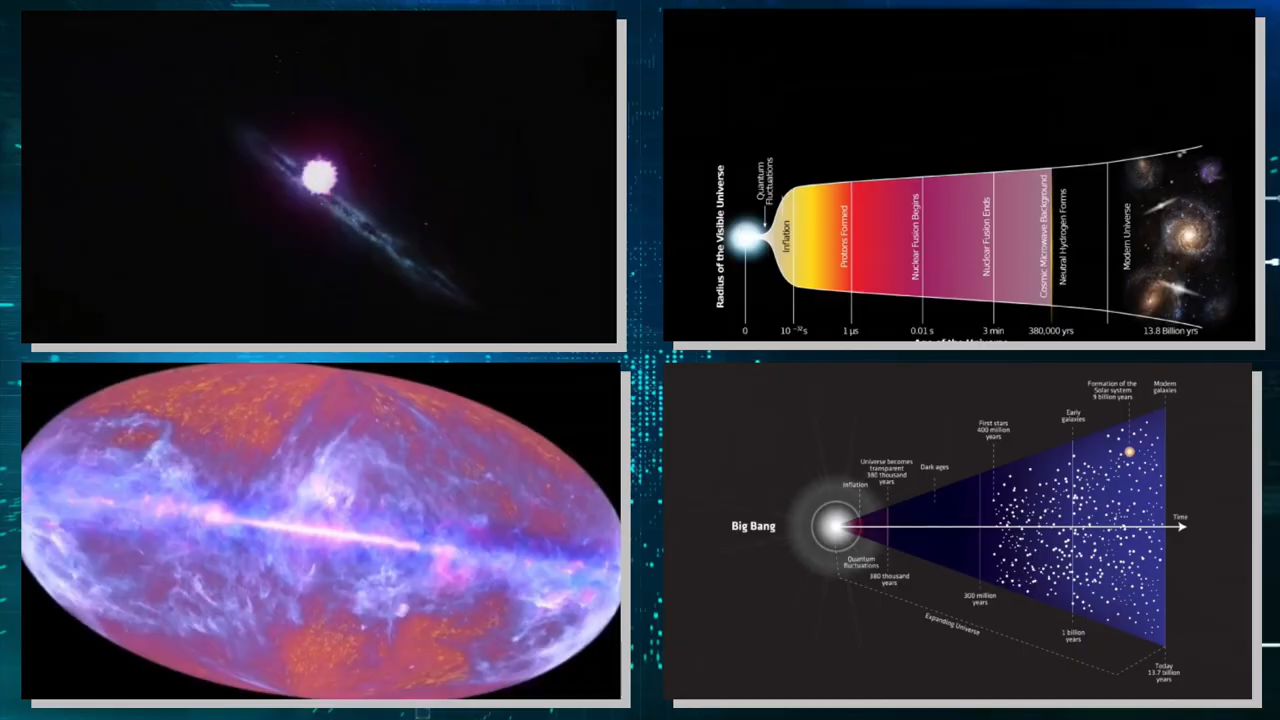 Radius of the Visible Universe
Quantum
Fluctuations
Inflation
Protons Formed
Nuclear Fusion Begins
Nuclear Fusion Ends
Cosmic Microwave Background
Neutral Hydrogen Forms
Modern Universe
0
10⁻³²s
1 µs
0.01 s
3 min
380,000 yrs
13.8 Billion yrs
Age of the Universe
Formation of the
Solar system
9 billion years
Modern
galaxies
Early
galaxies
First stars
400 million
years
Universe becomes
transparent
380 thousand
years
Dark ages
Inflation
Time
Big Bang
Quantum
fluctuations
380 thousand
years
300 million
years
Expanding Universe
1 billion
years
Today
13.7 billion
years